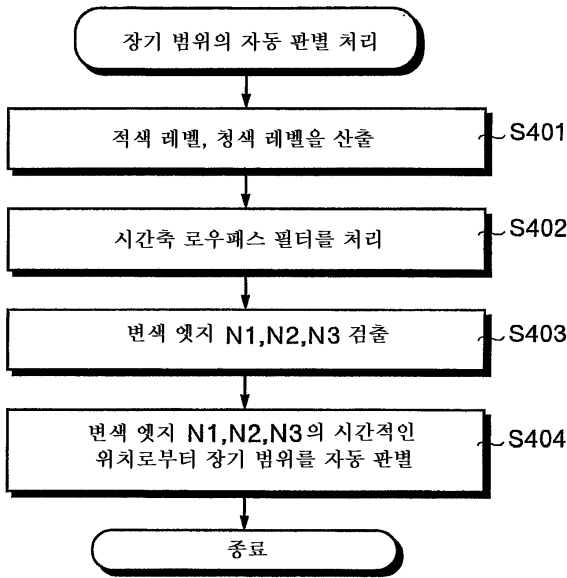 장기 범위의 자동 판별 처리
적색 레벨, 청색 레벨을 산출
S401
시간축 로우패스 필터를 처리
S402
변색 엣지 N1,N2,N3 검출
S403
변색 엣지 N1,N2,N3의 시간적인
위치로부터 장기 범위를 자동 판별
S404
종료